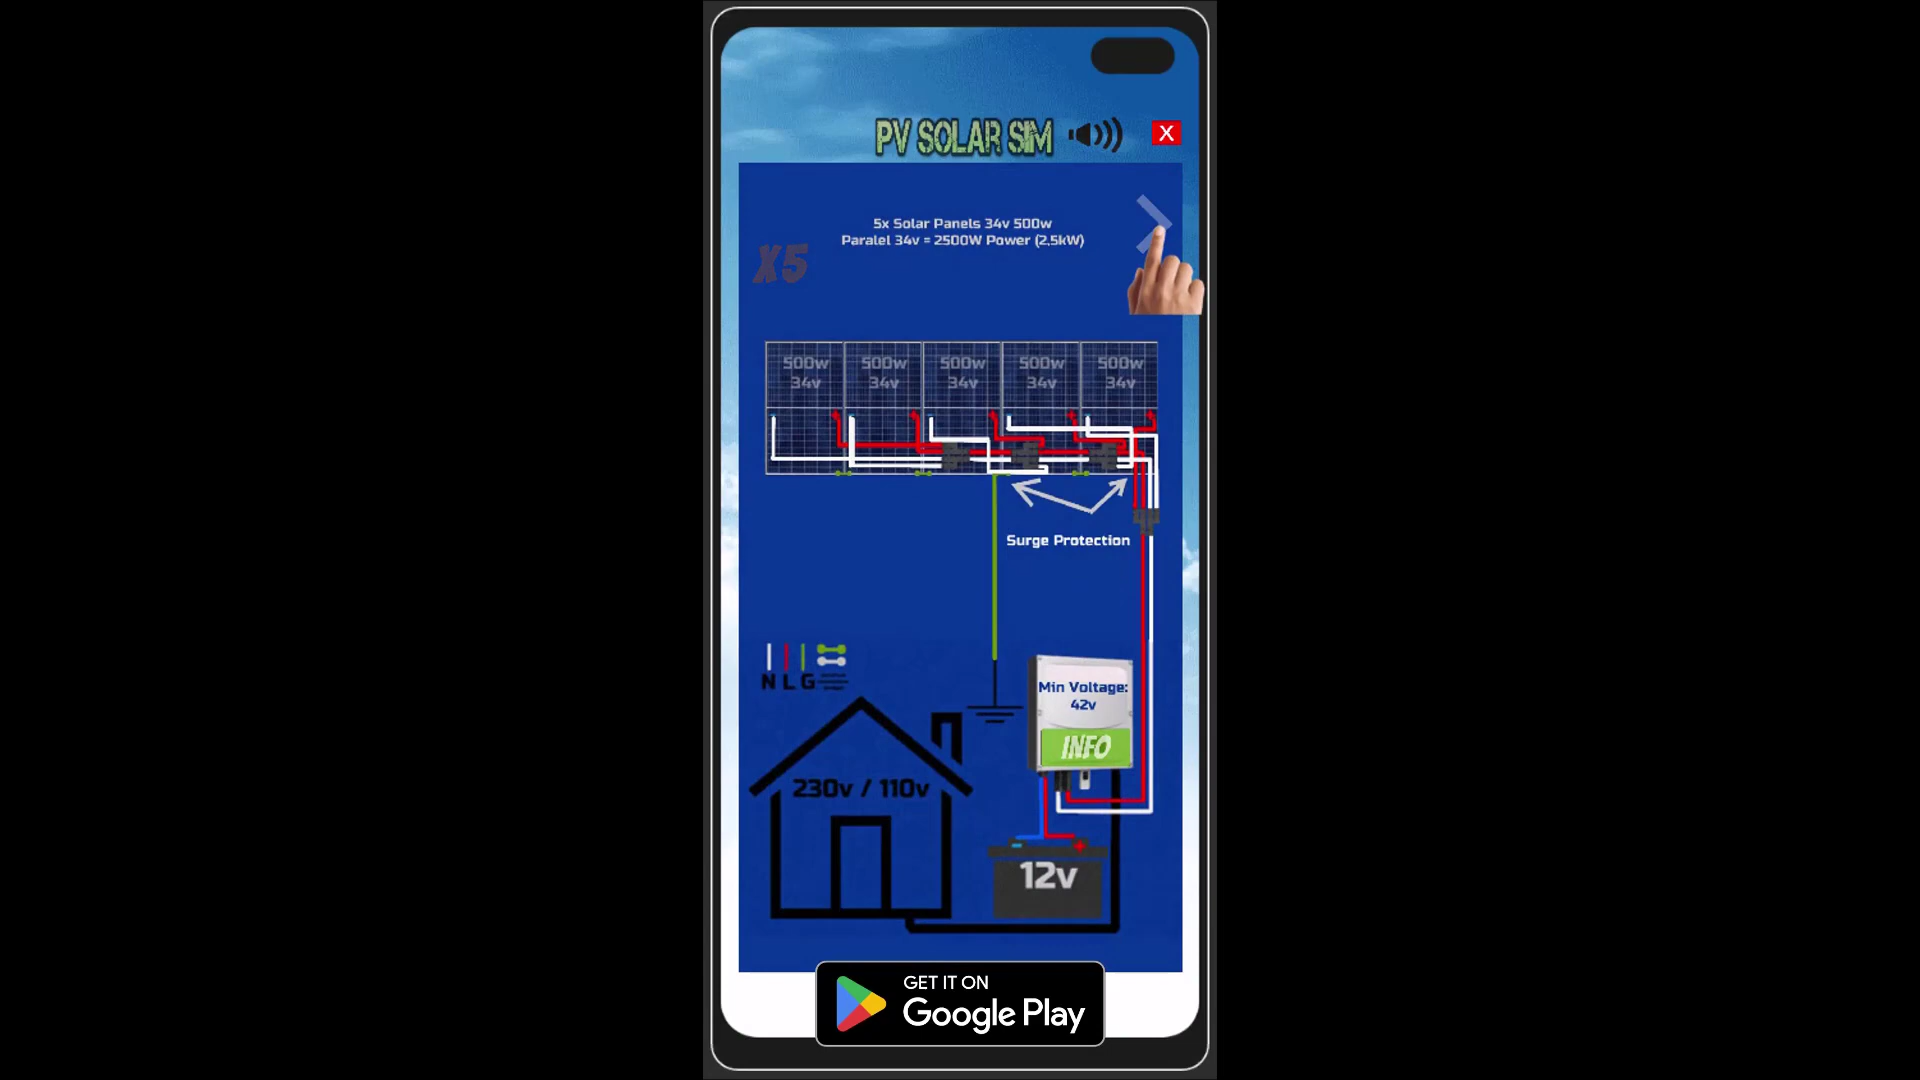 PV SOLAR SIM
X
5x Solar Panels 34v 500w
Paralel 34v = 2500W Power (2,5kW)
X5
500w 500w 500w 500w 500w
34v 34v 34v 34v 34v
Surge Protection
N L G
Min Voltage:
42v
INFO
230v / 110v
12v
GET IT ON
Google Play